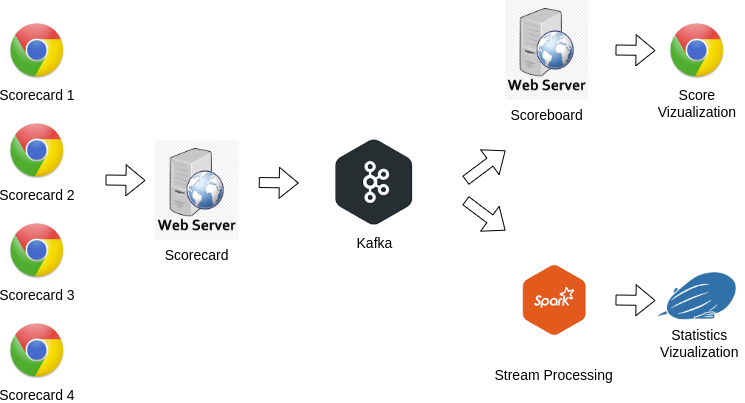 Scorecard 1
Scorecard 2
Scorecard 3
Scorecard 4
Web Server
Scorecard
Kafka
Web Server
Scoreboard
Score
Vizualization
Spark
Stream Processing
Statistics
Vizualization